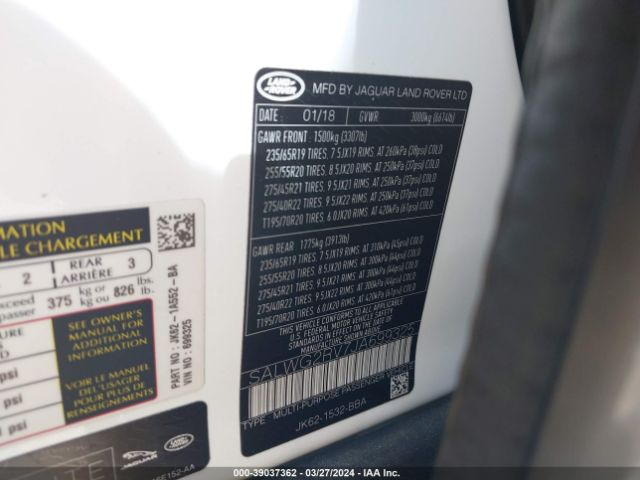 LAND ROVER
MFD BY JAGUAR LAND ROVER LTD
DATE : 01/18 GVWR : 3000kg (6614lb)
GAWR FRONT : 1500kg (3307lb)
235/65R19 TIRES, 7.5JX19 RIMS, AT 260kPa (38psi) COLD
255/55R20 TIRES, 8.5JX20 RIMS, AT 250kPa (37psi) COLD
275/45R21 TIRES, 9.5JX21 RIMS, AT 250kPa (37psi) COLD
275/40R22 TIRES, 9.5JX22 RIMS, AT 250kPa (37psi) COLD
T195/70R20 TIRES, 6.0JX20 RIMS, AT 420kPa (61psi) COLD
GAWR REAR : 1775kg (3913lb)
235/65R19 TIRES, 7.5JX19 RIMS, AT 310kPa (45psi) COLD
255/55R20 TIRES, 8.5JX20 RIMS, AT 300kPa (44psi) COLD
275/45R21 TIRES, 9.5JX21 RIMS, AT 300kPa (44psi) COLD
275/40R22 TIRES, 9.5JX22 RIMS, AT 300kPa (44psi) COLD
T195/70R20 TIRES, 6.0JX20 RIMS, AT 420kPa (61psi) COLD
THIS VEHICLE CONFORMS TO ALL APPLICABLE
U.S. FEDERAL MOTOR VEHICLE SAFETY
STANDARDS IN EFFECT ON THE DATE OF
MANUFACTURE SHOWN ABOVE
SALWG2RV7JA699325
TYPE : MULTI-PURPOSE PASSENGER VEHICLE
JK62-1532-BBA
RMATION
LE CHARGEMENT
2 REAR ARRIÈRE 3
xceed
passer 375 kg or kg ou 826 lbs. lb.
SEE OWNER'S
MANUAL FOR
ADDITIONAL
INFORMATION
VOIR LE MANUEL
DE L'USAGER
POUR PLUS DE
RENSEIGNEMENTS
psi
psi
psi
PART NO : JK62-1A552-BA
VIN : 699325
JAGUAR
LAND ROVER
000-39037362 - 03/27/2024 - IAA, Inc.